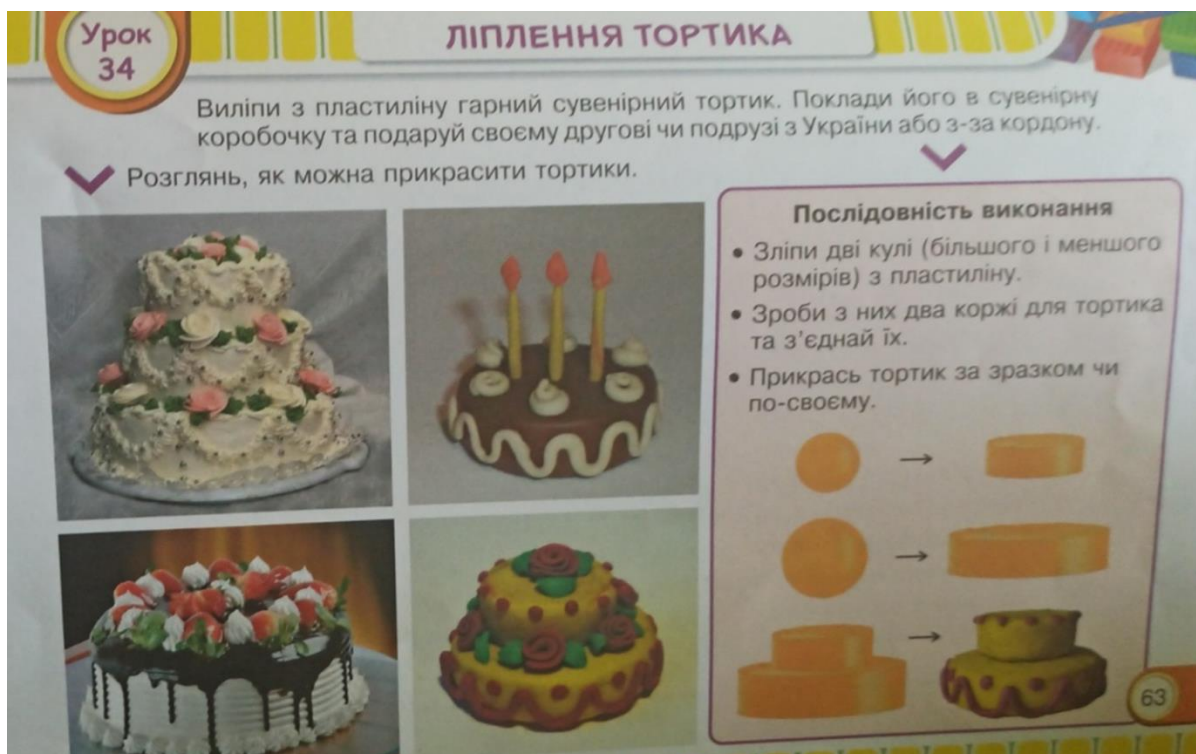 Урок
34
ЛІПЛЕННЯ ТОРТИКА
Виліпи з пластиліну гарний сувенірний тортик. Поклади його в сувенірну
коробочку та подаруй своєму другові чи подрузі з України або з-за кордону.
Розглянь, як можна прикрасити тортики.
Послідовність виконання
• Зліпи дві кулі (більшого і меншого
розмірів) з пластиліну.
• Зроби з них два коржі для тортика
та з’єднай їх.
• Прикрась тортик за зразком чи
по-своєму.
63